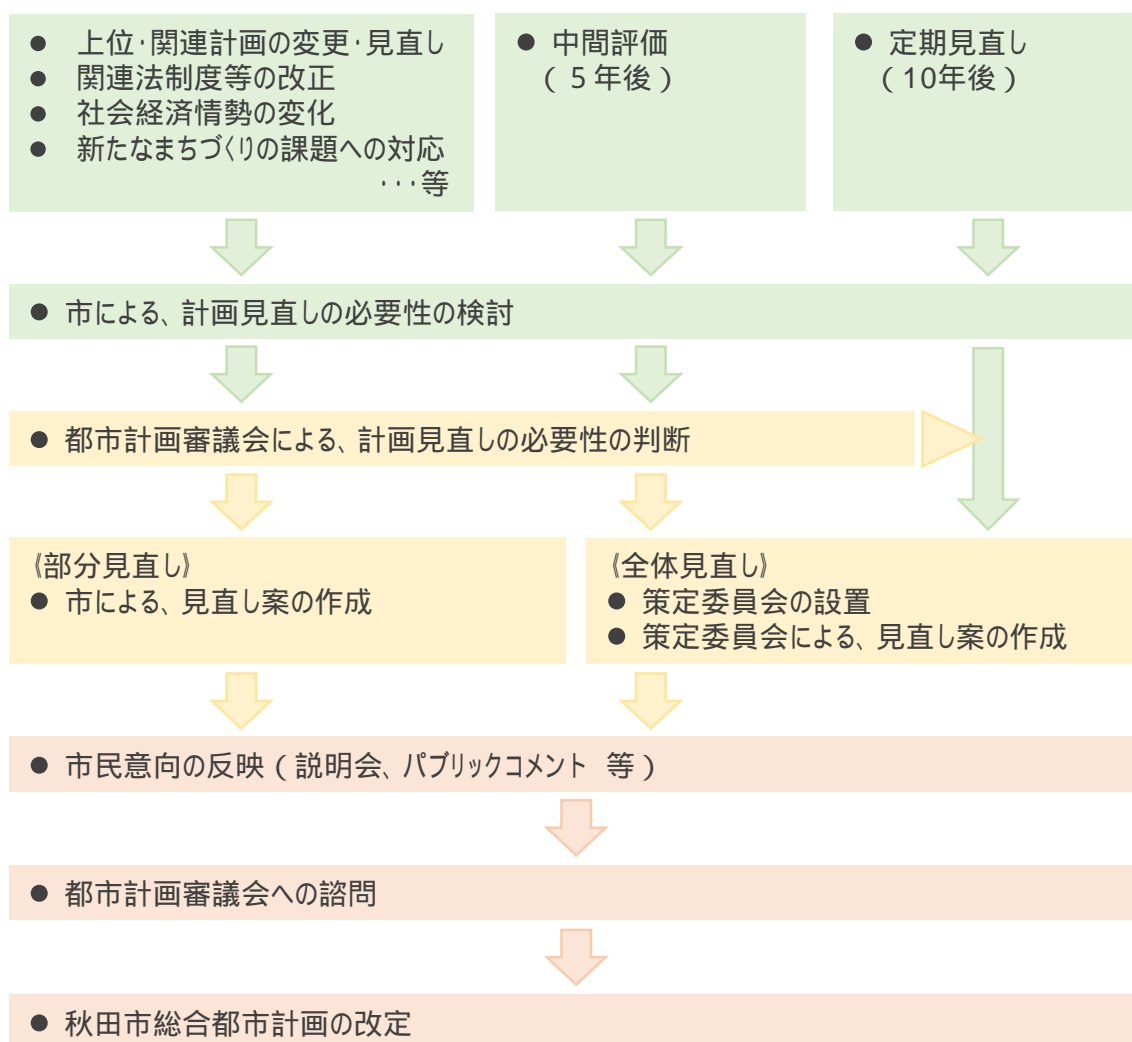 ● 上位・関連計画の変更・見直し
● 関連法制度等の改正
● 社会経済情勢の変化
● 新たなまちづくりの課題への対応
・・・等
● 中間評価
（５年後）
● 定期見直し
（10年後）
● 市による、計画見直しの必要性の検討
● 都市計画審議会による、計画見直しの必要性の判断
《部分見直し》
● 市による、見直し案の作成
《全体見直し》
● 策定委員会の設置
● 策定委員会による、見直し案の作成
● 市民意向の反映（説明会、パブリックコメント 等）
● 都市計画審議会への諮問
● 秋田市総合都市計画の改定